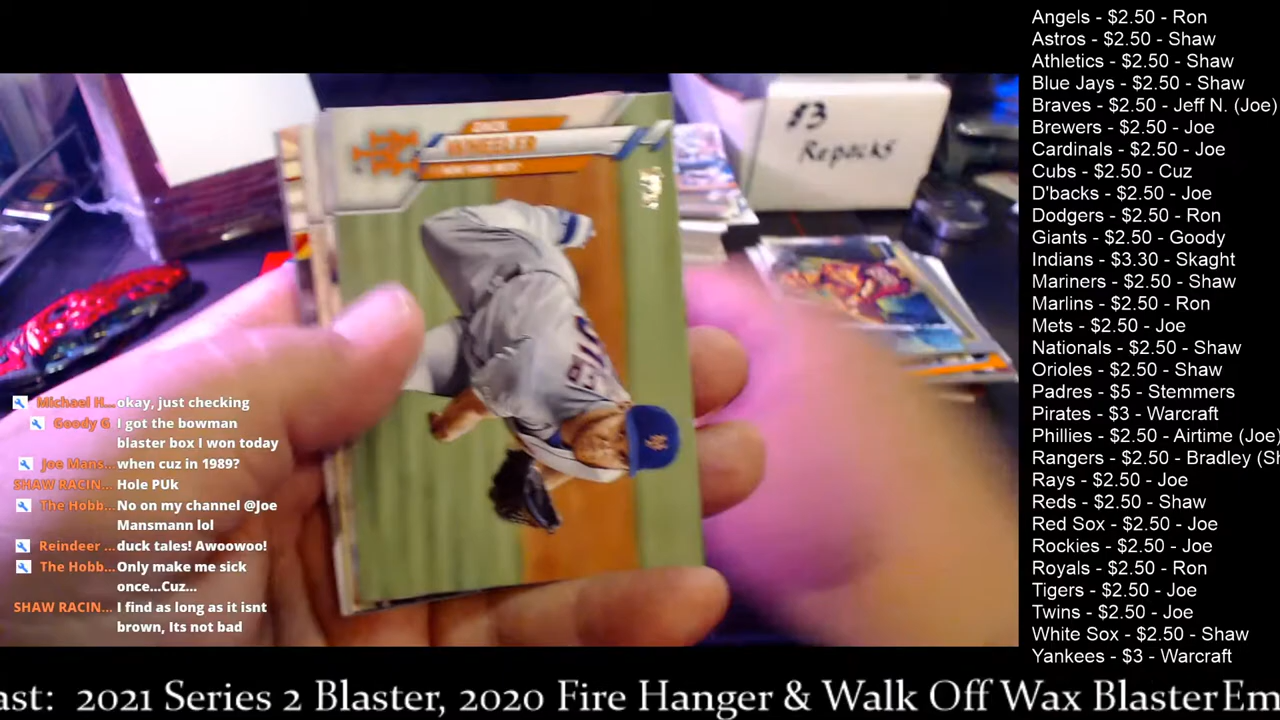 Angels - $2.50 - Ron
Astros - $2.50 - Shaw
Athletics - $2.50 - Shaw
Blue Jays - $2.50 - Shaw
Braves - $2.50 - Jeff N. (Joe)
Brewers - $2.50 - Joe
Cardinals - $2.50 - Joe
Cubs - $2.50 - Cuz
D'backs - $2.50 - Joe
Dodgers - $2.50 - Ron
Giants - $2.50 - Goody
Indians - $3.30 - Skaght
Mariners - $2.50 - Shaw
Marlins - $2.50 - Ron
Mets - $2.50 - Joe
Nationals - $2.50 - Shaw
Orioles - $2.50 - Shaw
Padres - $5 - Stemmers
Pirates - $3 - Warcraft
Phillies - $2.50 - Airtime (Joe)
Rangers - $2.50 - Bradley (Sh
Rays - $2.50 - Joe
Reds - $2.50 - Shaw
Red Sox - $2.50 - Joe
Rockies - $2.50 - Joe
Royals - $2.50 - Ron
Tigers - $2.50 - Joe
Twins - $2.50 - Joe
White Sox - $2.50 - Shaw
Yankees - $3 - Warcraft
$3
Repacks
WHEELER
Michael H... okay, just checking
Goody G I got the bowman
blaster box I won today
Joe Mans... when cuz in 1989?
SHAW RACIN... Hole PUk
The Hobb... No on my channel @Joe
Mansmann lol
Reindeer ... duck tales! Awoowoo!
The Hobb... Only make me sick
once...Cuz...
SHAW RACIN... I find as long as it isnt
brown, Its not bad
ast: 2021 Series 2 Blaster, 2020 Fire Hanger & Walk Off Wax Blaster Em